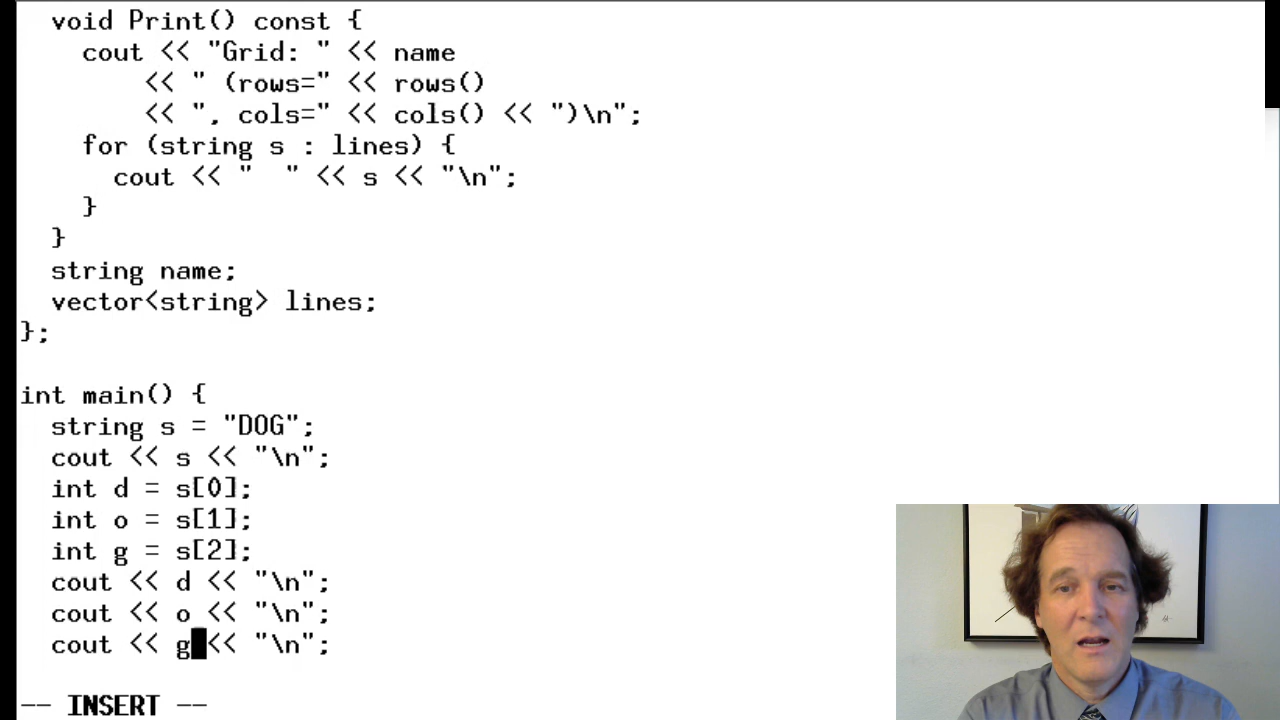 void Print() const {
cout << "Grid: " << name
<< " (rows=" << rows()
<< ", cols=" << cols() << ")\n";
for (string s : lines) {
cout << "  " << s << "\n";
}
}
string name;
vector<string> lines;
};
int main() {
string s = "DOG";
cout << s << "\n";
int d = s[0];
int o = s[1];
int g = s[2];
cout << d << "\n";
cout << o << "\n";
cout << g << "\n";
-- INSERT --